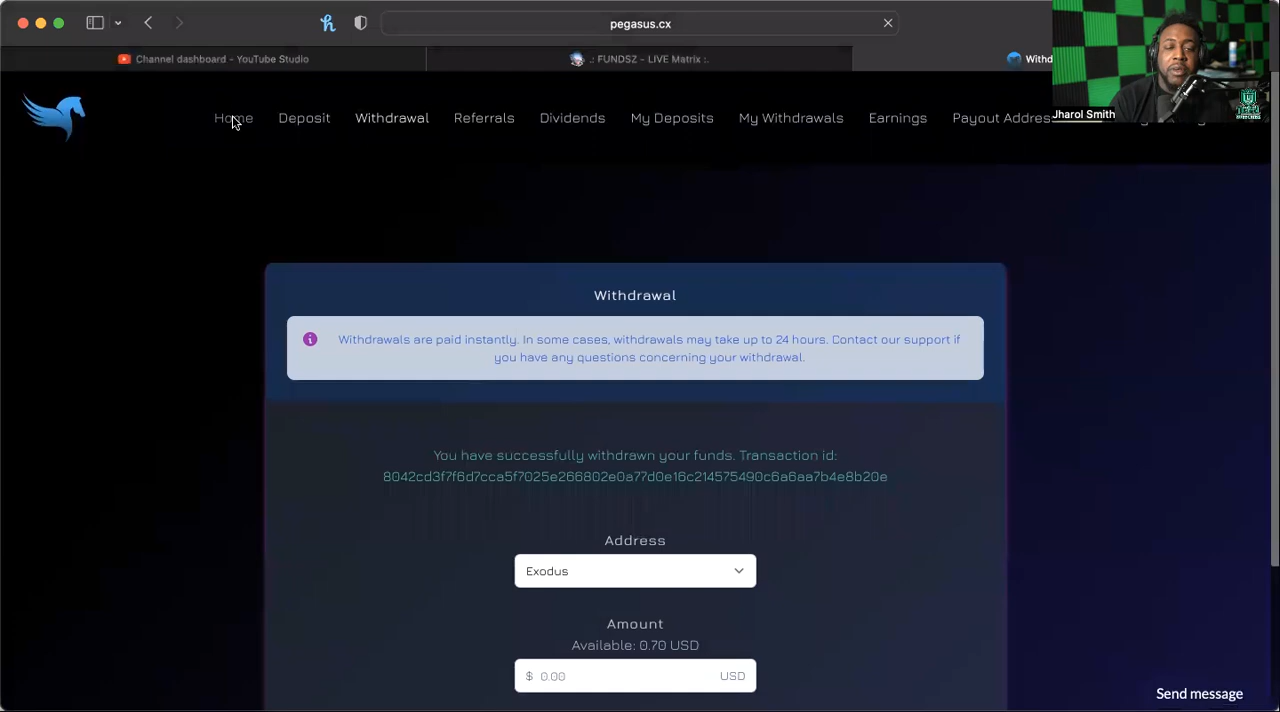 pegasus.cx
Channel dashboard - YouTube Studio
.: FUNDSZ - LIVE Matrix :.
Withd
Jharol Smith
Home
Deposit
Withdrawal
Referrals
Dividends
My Deposits
My Withdrawals
Earnings
Payout Addres
Withdrawal
Withdrawals are paid instantly. In some cases, withdrawals may take up to 24 hours. Contact our support if
you have any questions concerning your withdrawal.
You have successfully withdrawn your funds. Transaction id:
8042cd3f7f6d7cca5f7025e266802e0a77d0e16c214575490c6a6aa7b4e8b20e
Address
Exodus
Amount
Available: 0.70 USD
$ 0.00 USD
Send message